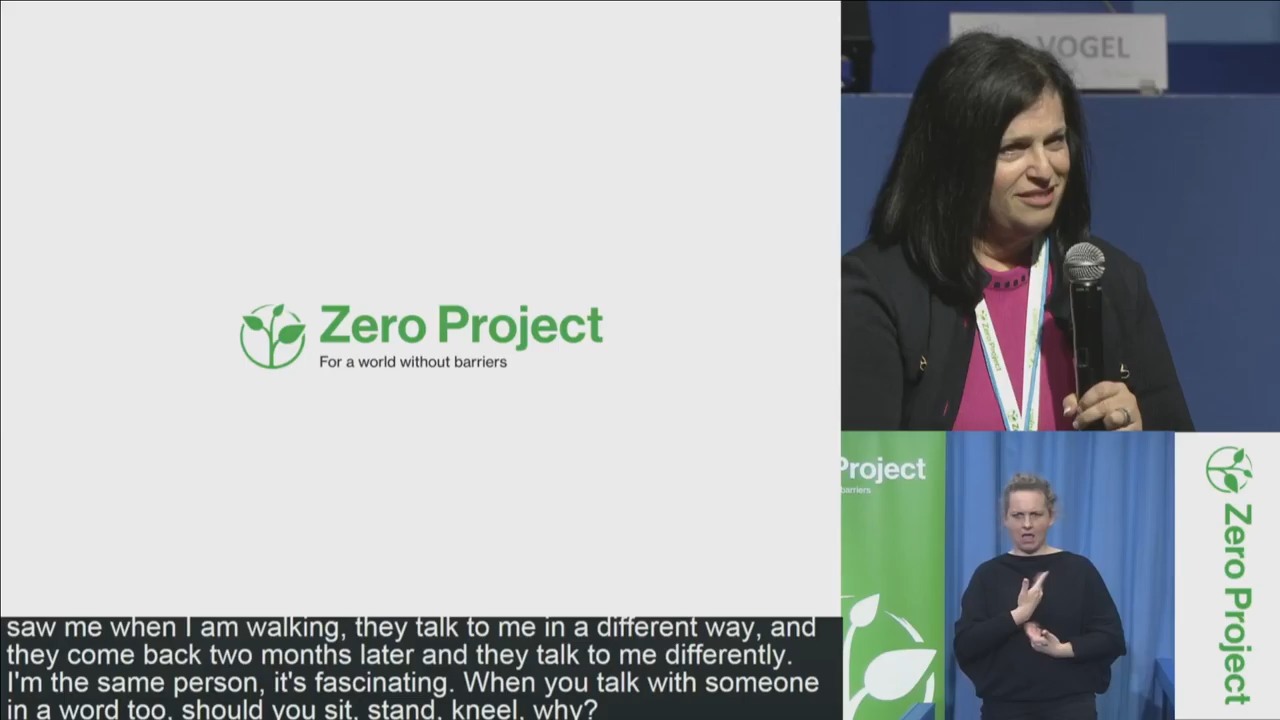 Zero Project
For a world without barriers
VOGEL
Zero Project
Project
barriers
Zero Project
saw me when I am walking, they talk to me in a different way, and
they come back two months later and they talk to me differently.
I'm the same person, it's fascinating. When you talk with someone
in a word too, should you sit, stand, kneel, why?